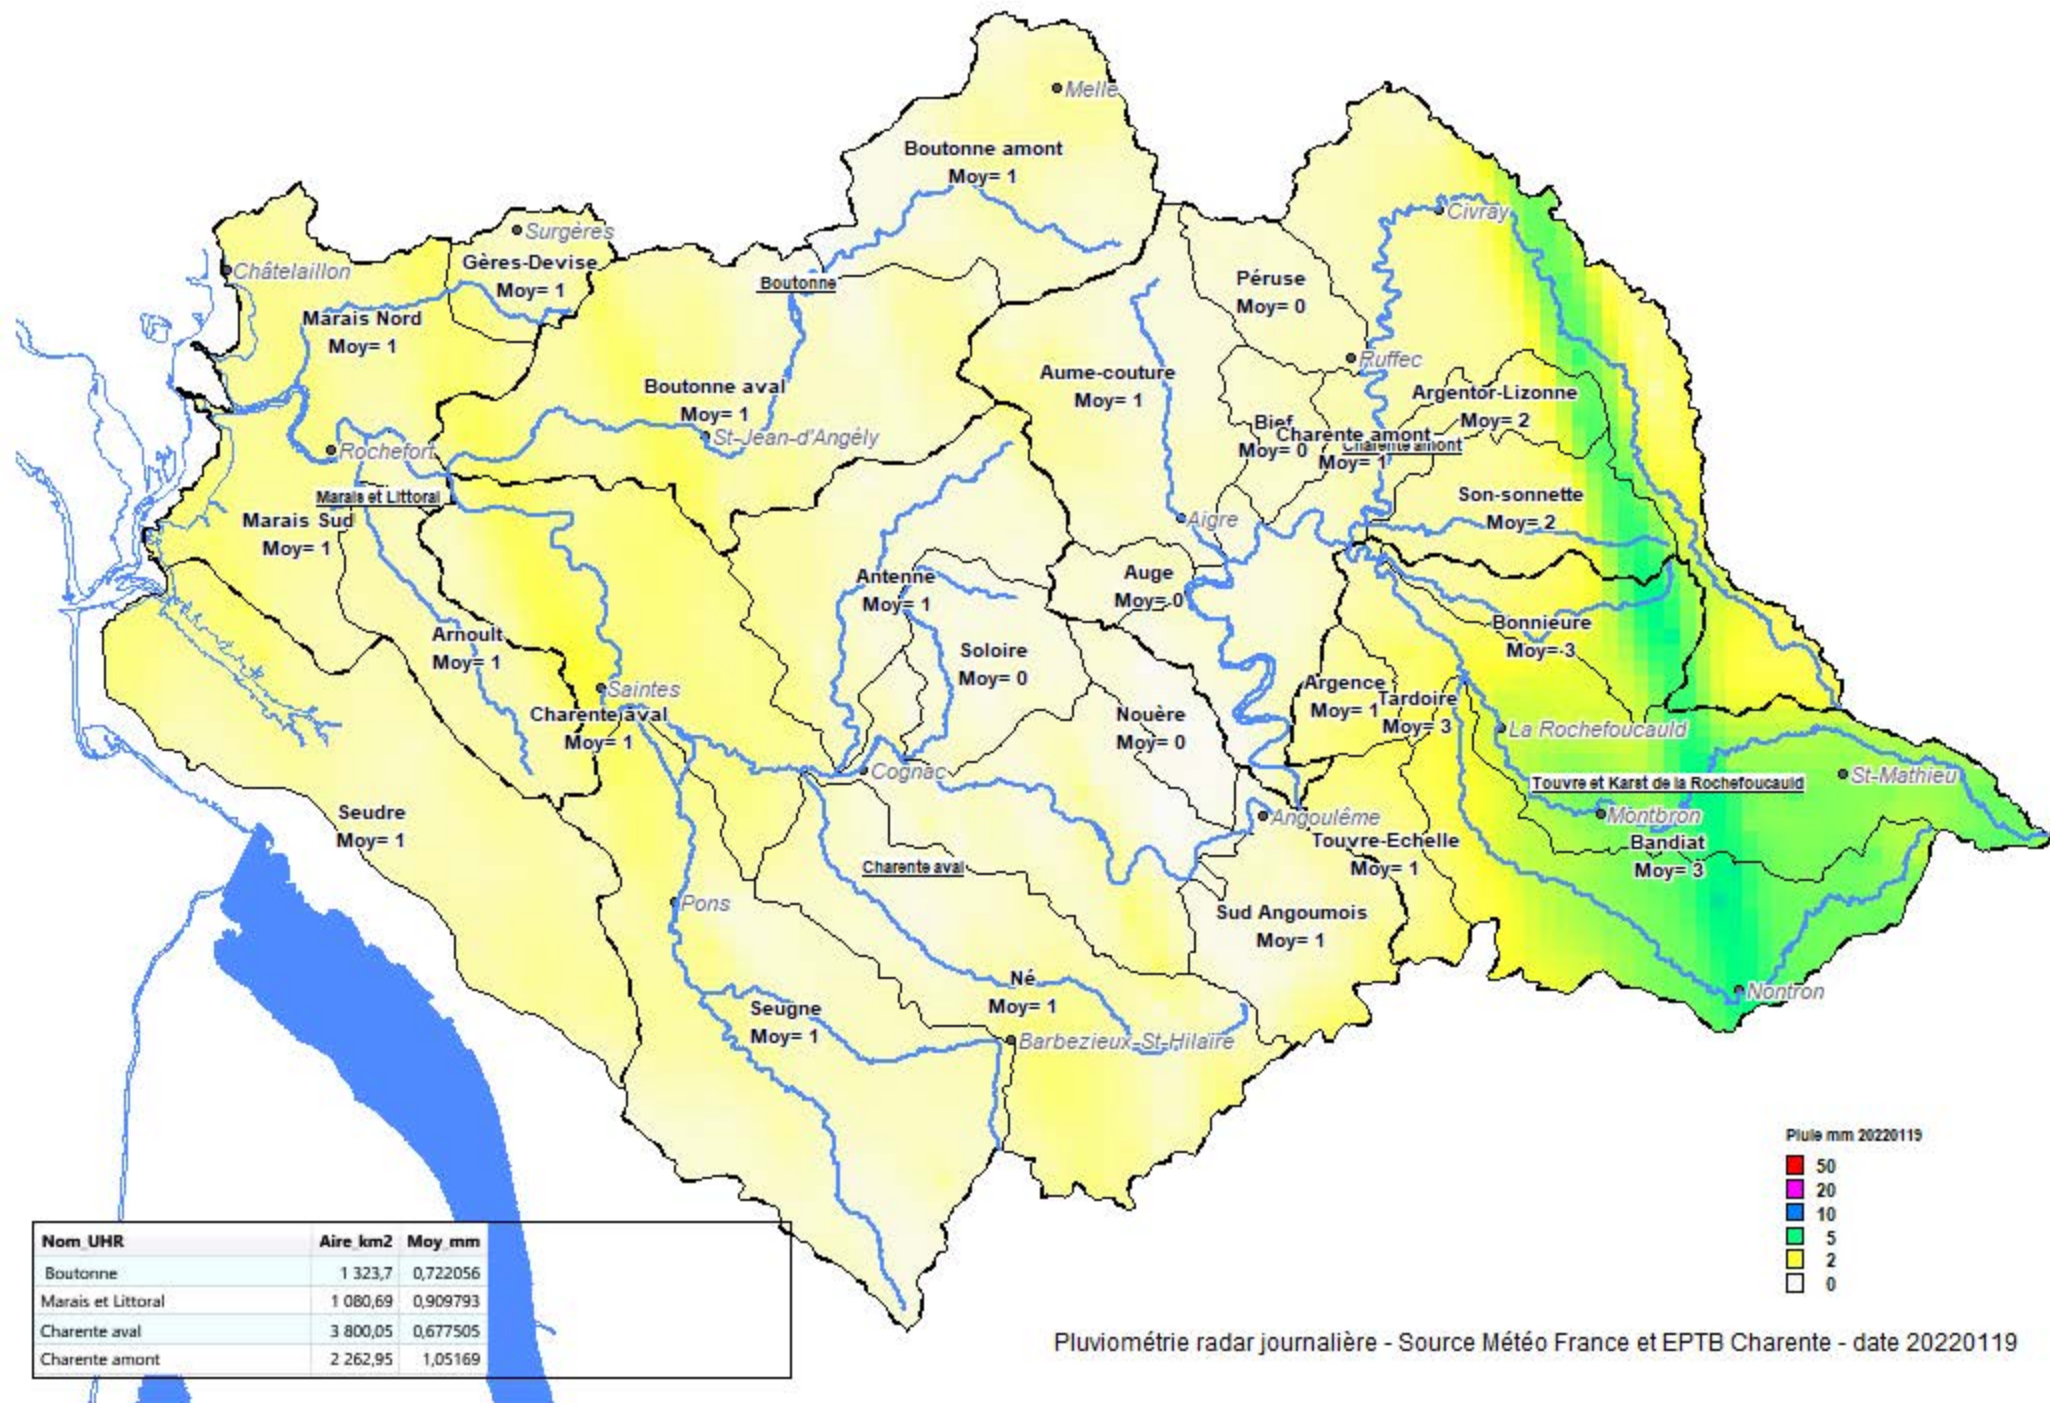 Melle
Boutonne amont
Moy= 1
Civray
Surgères
Gères-Devise
Moy= 1
Châtelaillon
Boutonne
Péruse
Moy= 0
Marais Nord
Moy= 1
Ruffec
Aume-couture
Moy= 1
Boutonne aval
Moy= 1
Argentor-Lizonne
Moy= 2
St-Jean-d'Angély
Bief
Moy= 0
Charente amont
Moy= 1
Charente amont
Rochefort
Marais et Littoral
Marais Sud
Moy= 1
Son-sonnette
Moy= 2
Aigre
Antenne
Moy= 1
Auge
Moy= 0
Arnoult
Moy= 1
Soloire
Moy= 0
Bonnieure
Moy= 3
Saintes
Charente aval
Moy= 1
Nouère
Moy= 0
Argence
Moy= 1
Tardoire
Moy= 3
La Rochefoucauld
Cognac
Touvre et Karst de la Rochefoucauld
St-Mathieu
Seudre
Moy= 1
Angoulême
Montbron
Touvre-Echelle
Moy= 1
Bandiat
Moy= 3
Charente aval
Pons
Sud Angoumois
Moy= 1
Né
Moy= 1
Nontron
Seugne
Moy= 1
Barbezieux-St-Hilaire
Pluie mm 20220119
50
20
10
5
2
0
Nom_UHR Aire_km2 Moy_mm
Boutonne 1 323,7 0,722056
Marais et Littoral 1 080,69 0,909793
Charente aval 3 800,05 0,677505
Charente amont 2 262,95 1,05169
Pluviométrie radar journalière - Source Météo France et EPTB Charente - date 20220119